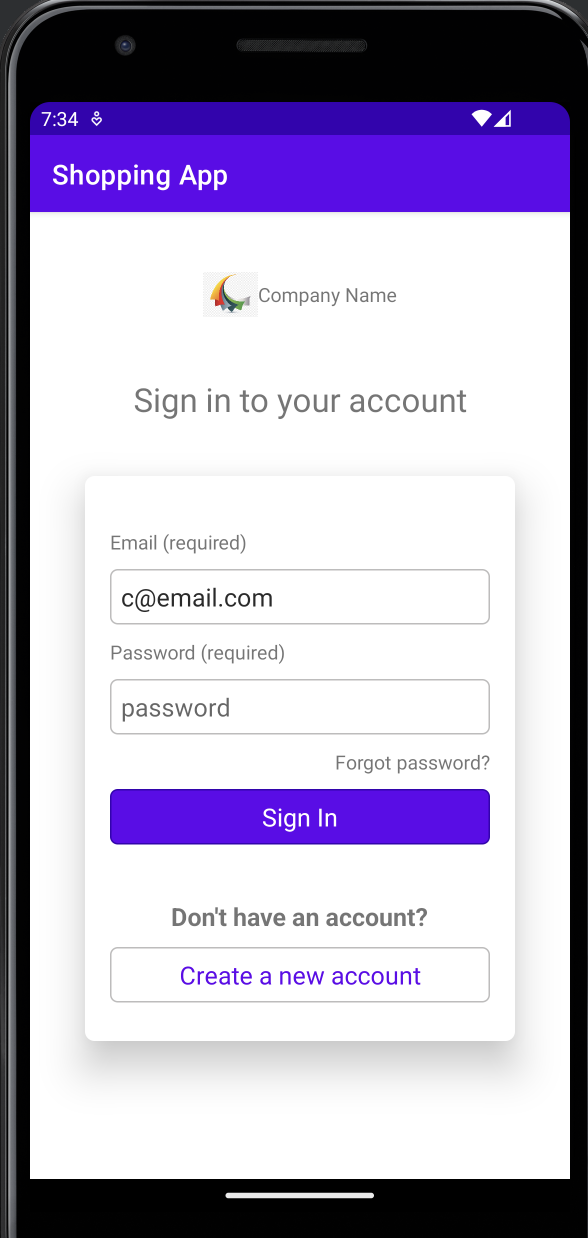 7:34
Shopping App
Company Name
Sign in to your account
Email (required)
c@email.com
Password (required)
password
Forgot password?
Sign In
Don't have an account?
Create a new account